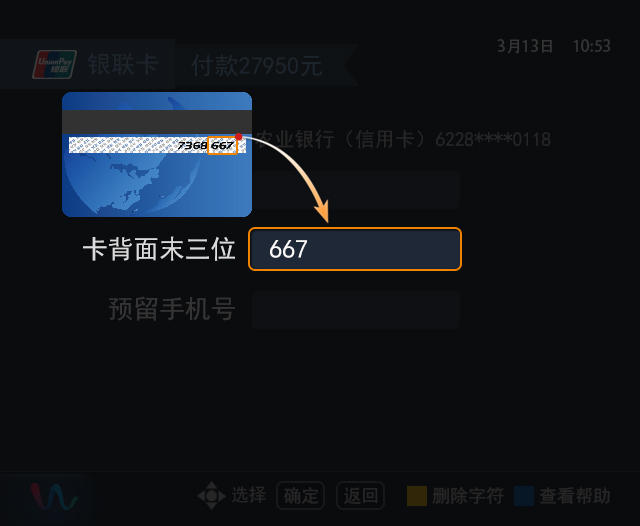 3月13日 10:53
UnionPay 银联 银联卡 付款27950元
7368 667
农业银行（信用卡）6228****0118
卡背面末三位 667
预留手机号
选择 确定 返回 删除字符 查看帮助